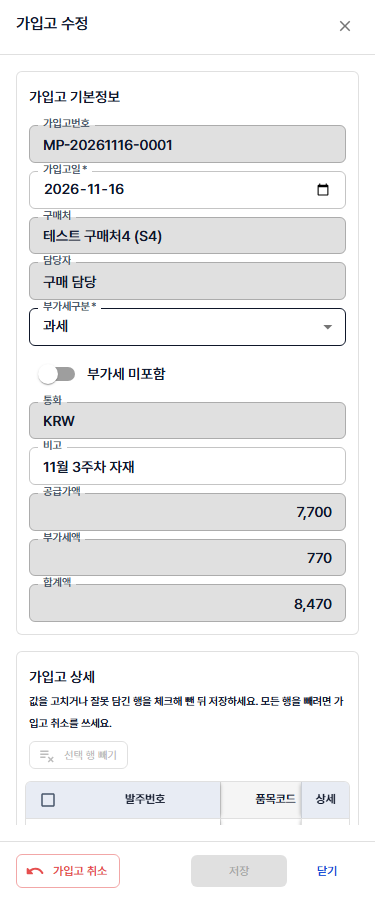 가입고 수정
가입고 기본정보
가입고번호
MP-20261116-0001
가입고일 *
2026-11-16
구매처
테스트 구매처4 (S4)
담당자
구매 담당
부가세구분 *
과세
부가세 미포함
통화
KRW
비고
11월 3주차 자재
공급가액
7,700
부가세액
770
합계액
8,470
가입고 상세
값을 고치거나 잘못 담긴 행을 체크해 뺀 뒤 저장하세요. 모든 행을 빼려면 가
입고 취소를 쓰세요.
선택 행 빼기
발주번호 품목코드 상세
가입고 취소 저장 닫기